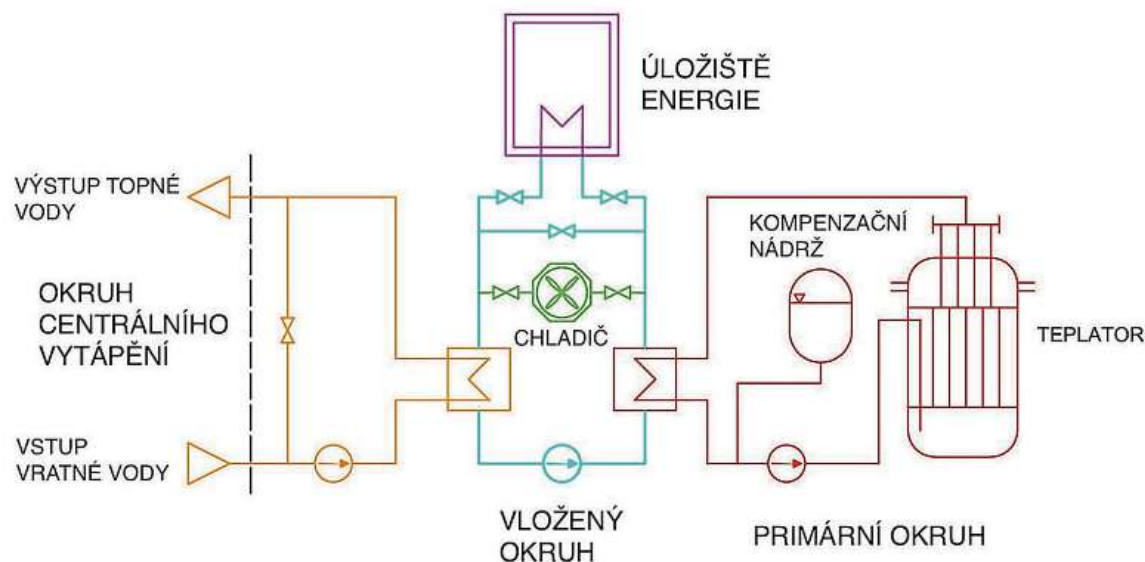 ÚLOŽIŠTĚ
ENERGIE
VÝSTUP TOPNÉ
VODY
KOMPENZAČNÍ
NÁDRŽ
OKRUH
CENTRÁLNÍHO
VYTÁPĚNÍ
CHLADIČ
TEPLATOR
VSTUP
VRATNÉ VODY
VLOŽENÝ
OKRUH
PRIMÁRNÍ OKRUH